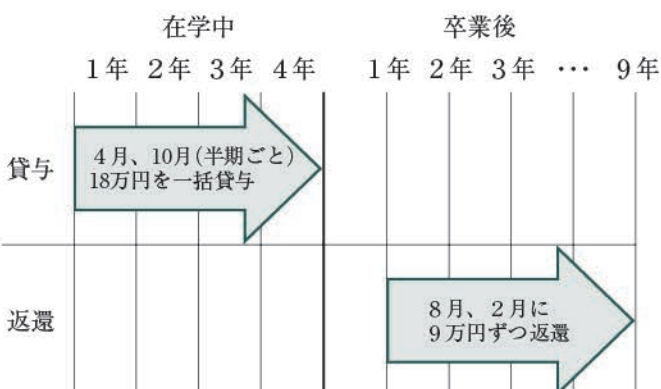 在学中 卒業後
1年 2年 3年 4年 1年 2年 3年 … 9年
貸与
4月、10月(半期ごと)
18万円を一括貸与
返還
8月、2月に
9万円ずつ返還